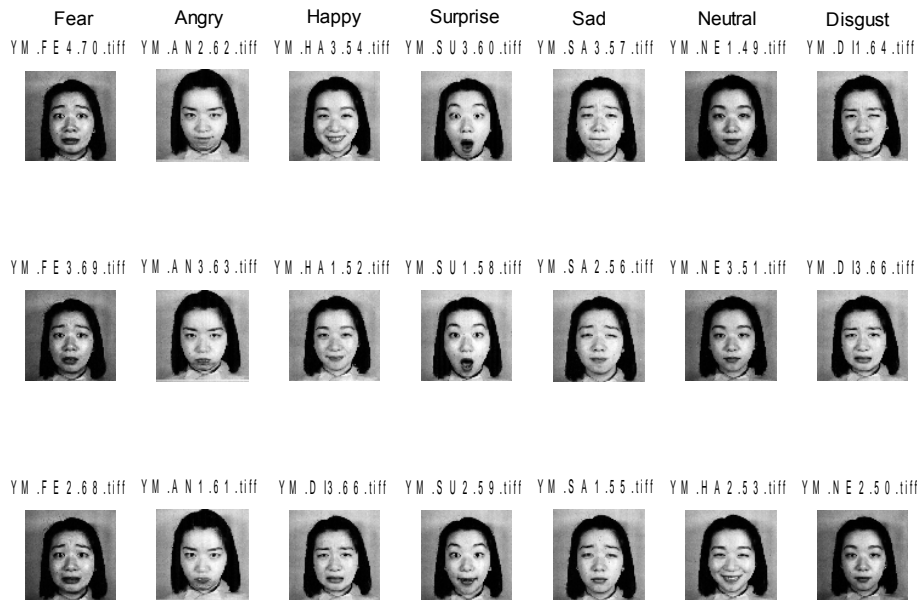 Fear Angry Happy Surprise Sad Neutral Disgust
YM.FE4.70.tiff YM.AN2.62.tiff YM.HA3.54.tiff YM.SU3.60.tiff YM.SA3.57.tiff YM.NE1.49.tiff YM.DI1.64.tiff
YM.FE3.69.tiff YM.AN3.63.tiff YM.HA1.52.tiff YM.SU1.58.tiff YM.SA2.56.tiff YM.NE3.51.tiff YM.DI3.66.tiff
YM.FE2.68.tiff YM.AN1.61.tiff YM.DI3.66.tiff YM.SU2.59.tiff YM.SA1.55.tiff YM.HA2.53.tiff YM.NE2.50.tiff